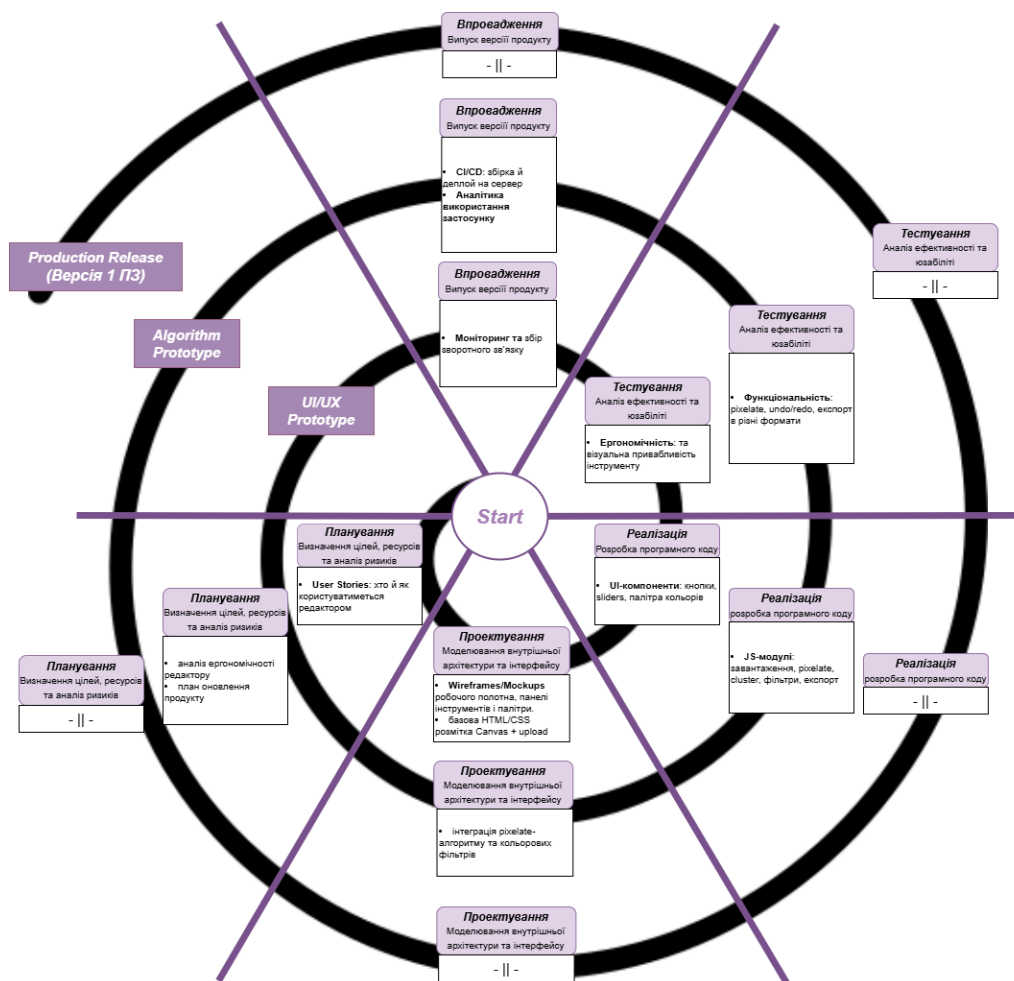 Впровадження
Випуск версіїї продукту
- || -
Впровадження
Випуск версіїї продукту
• CI/CD: збірка й
деплой на сервер
• Аналітика
використання
застосунку
Впровадження
Випуск версіїї продукту
• Моніторинг та збір
зворотного зв'язку
Тестування
Аналіз ефективності та
юзабіліті
- || -
Тестування
Аналіз ефективності та
юзабіліті
• Функціональність:
pixelate, undo/redo, експорт
в різні формати
Тестування
Аналіз ефективності та
юзабіліті
• Ергономічність: та
візуальна привабливість
інструменту
Production Release
(Версія 1 ПЗ)
Algorithm
Prototype
UI/UX
Prototype
Start
Планування
Визначення цілей, ресурсів
та аналіз ризиків
• User Stories: хто й як
користуватиметься
редактором
Планування
Визначення цілей, ресурсів
та аналіз ризиків
• аналіз ергономічності
редактору
• план оновлення
продукту
Планування
Визначення цілей, ресурсів
та аналіз ризиків
- || -
Реалізація
Розробка програмного коду
• UI-компоненти: кнопки,
sliders, палітра кольорів
Реалізація
розробка програмного коду
• JS-модулі:
завантаження, pixelate,
cluster, фільтри, експорт
Реалізація
розробка програмного коду
- || -
Проектування
Моделювання внутрішньої
архитектури та інтерфейсу
• Wireframes/Mockups
робочого полотна, панелі
інструментів і палітри.
• базова HTML/CSS
розмітка Canvas + upload
Проектування
Моделювання внутрішньої
архитектури та інтерфейсу
• інтеграція pixelate-
алгоритму та кольорових
фільтрів
Проектування
Моделювання внутрішньої
архитектури та інтерфейсу
- || -